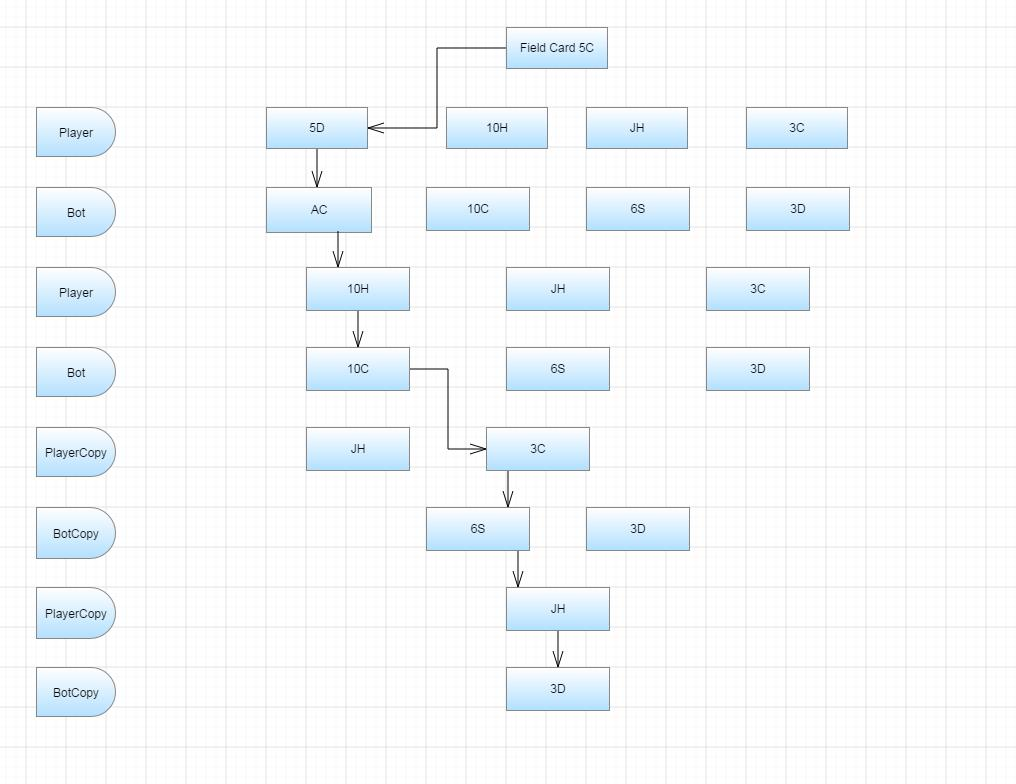 Field Card 5C
Player 5D 10H JH 3C
Bot AC 10C 6S 3D
Player 10H JH 3C
Bot 10C 6S 3D
PlayerCopy JH 3C
BotCopy 6S 3D
PlayerCopy JH
BotCopy 3D